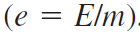 (e = E/m).